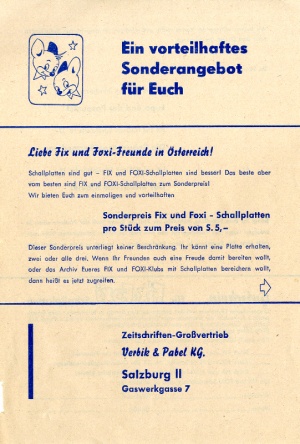 Ein vorteilhaftes
Sonderangebot
für Euch
Liebe Fix und Foxi-Freunde in Österreich!
Schallplatten sind gut – FIX und FOXI-Schallplatten sind besser! Das beste aber
vom besten sind FIX und FOXI-Schallplatten zum Sonderpreis!
Wir bieten Euch zum einmaligen und vorteilhaften
Sonderpreis Fix und Foxi - Schallplatten
pro Stück zum Preis von S. 5,–
Dieser Sonderpreis unterliegt keiner Beschränkung. Ihr könnt eine Platte erhalten,
zwei oder alle drei. Wenn Ihr Freunden auch eine Freude damit bereiten wollt,
oder das Archiv Eueres FIX und FOXI-Klubs mit Schallplatten bereichern wollt,
dann heißt es jetzt zugreifen.
Zeitschriften-Großvertrieb
Verbik & Pabel KG.
Salzburg II
Gaswerkgasse 7